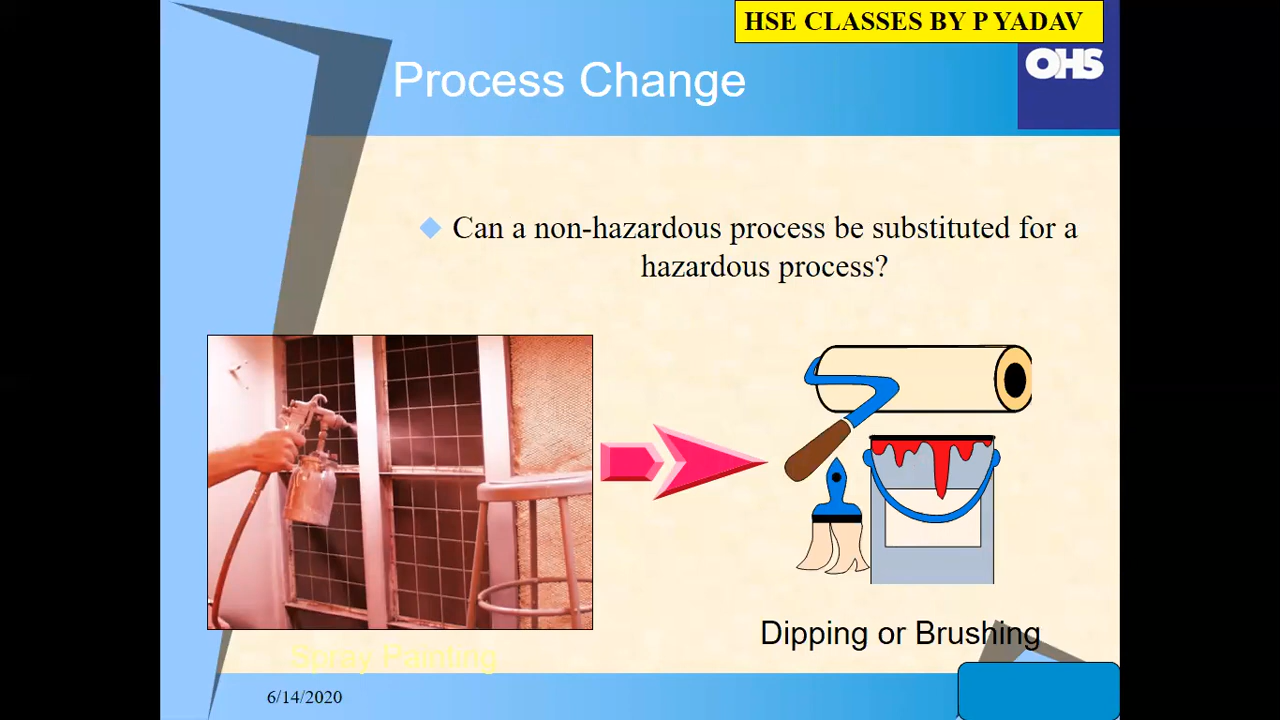 HSE CLASSES BY P YADAV
OHS
Process Change
Can a non-hazardous process be substituted for a
hazardous process?
Dipping or Brushing
Spray Painting
6/14/2020